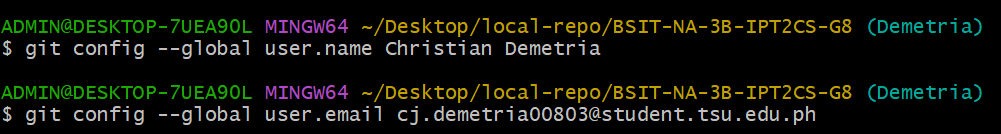 ADMIN@DESKTOP-7UEA9OL MINGW64 ~/Desktop/local-repo/BSIT-NA-3B-IPT2CS-G8 (Demetria)
$ git config --global user.name Christian Demetria
ADMIN@DESKTOP-7UEA9OL MINGW64 ~/Desktop/local-repo/BSIT-NA-3B-IPT2CS-G8 (Demetria)
$ git config --global user.email cj.demetria00803@student.tsu.edu.ph